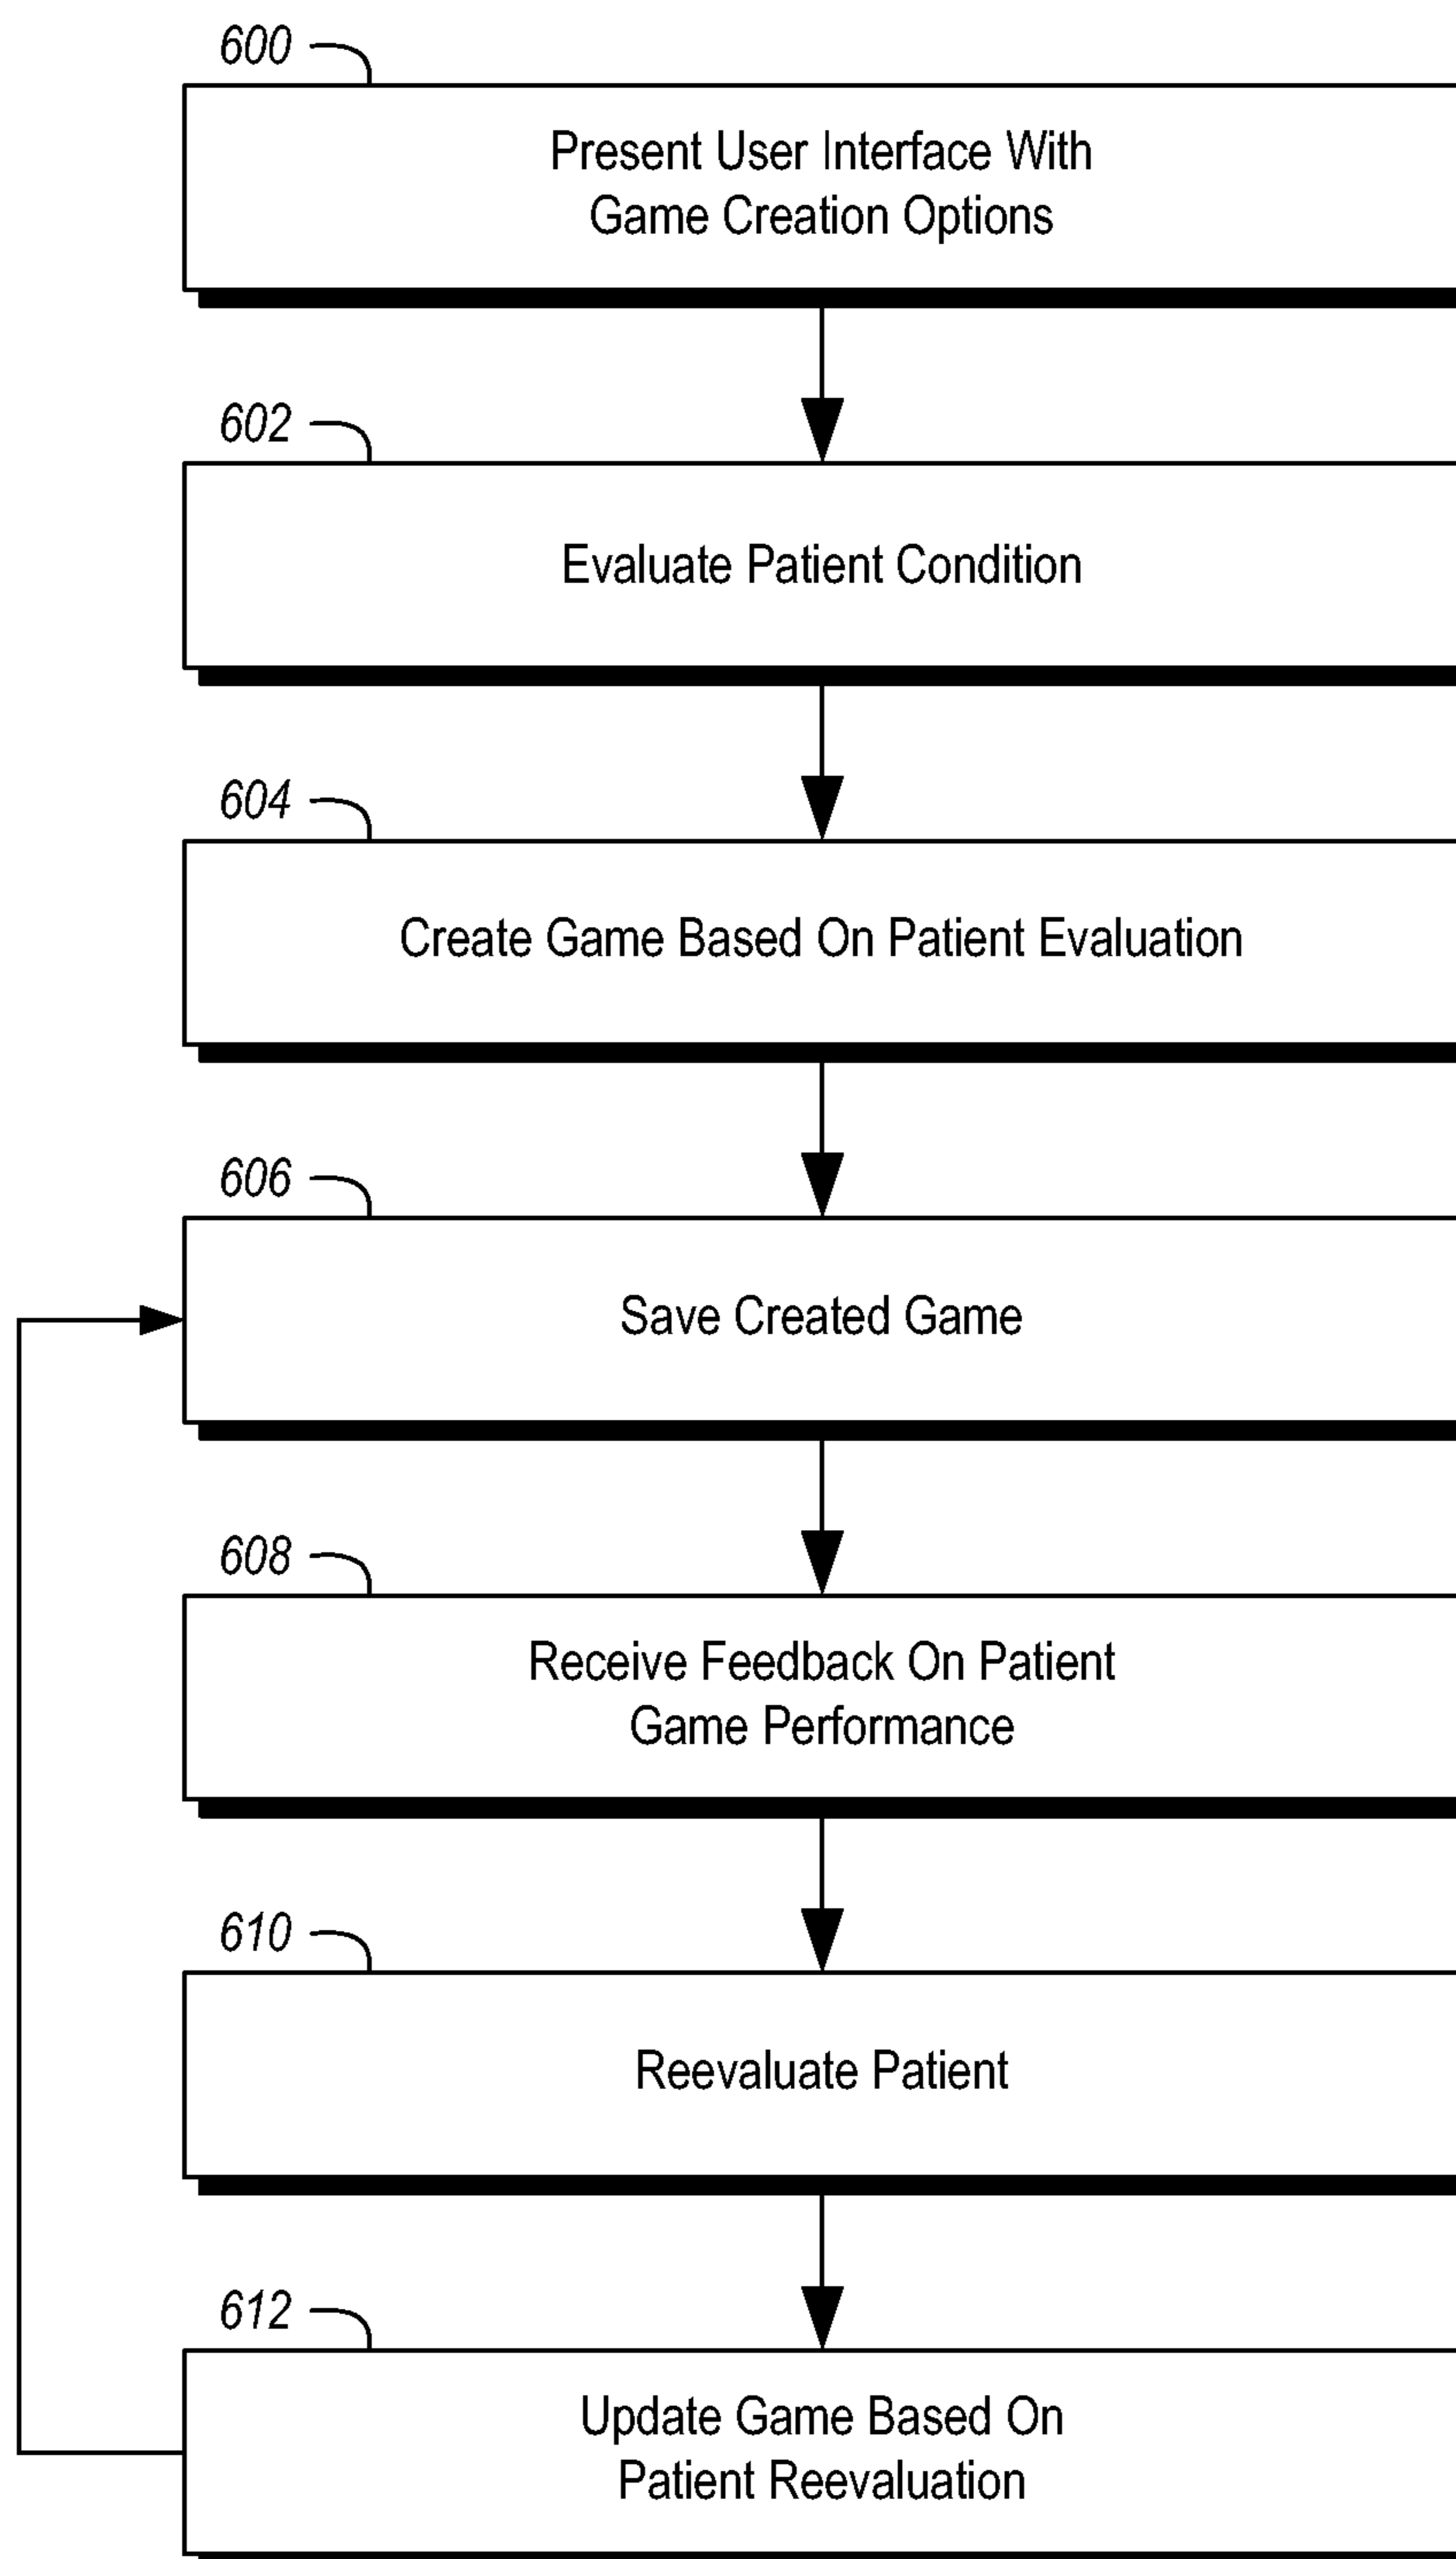 600
Present User Interface With
Game Creation Options
602
Evaluate Patient Condition
604
Create Game Based On Patient Evaluation
606
Save Created Game
608
Receive Feedback On Patient
Game Performance
610
Reevaluate Patient
612
Update Game Based On
Patient Reevaluation